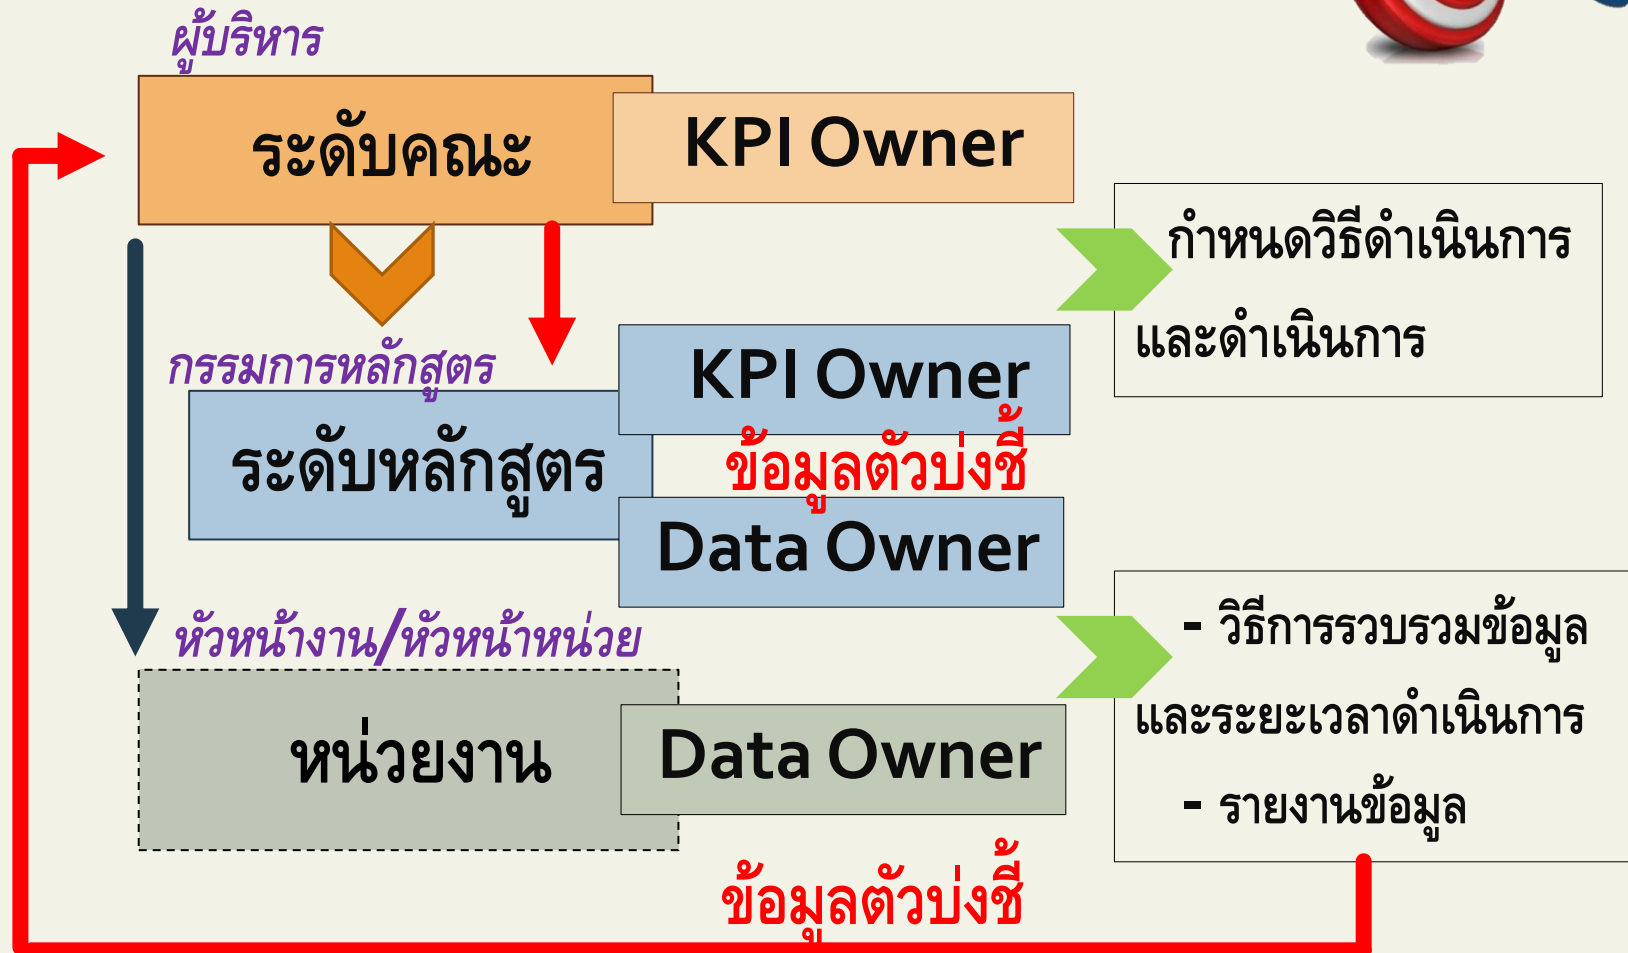 ผู้บริหาร
ระดับคณะ
KPI Owner
กำหนดวิธีดำเนินการ
และดำเนินการ
กรรมการหลักสูตร
KPI Owner
ระดับหลักสูตร
ข้อมูลตัวบ่งชี้
Data Owner
หัวหน้างาน/หัวหน้าหน่วย
- วิธีการรวบรวมข้อมูล
และระยะเวลาดำเนินการ
- รายงานข้อมูล
หน่วยงาน
Data Owner
ข้อมูลตัวบ่งชี้